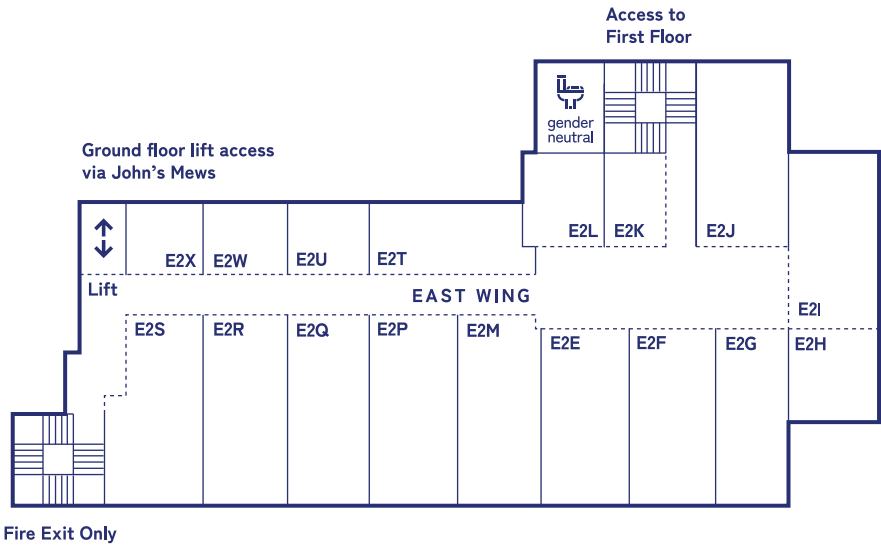 Access to
First Floor
gender
neutral
Ground floor lift access
via John's Mews
E2L
E2K
E2J
E2X
E2W
E2U
E2T
Lift
EAST WING
E2I
E2S
E2R
E2Q
E2P
E2M
E2E
E2F
E2G
E2H
Fire Exit Only